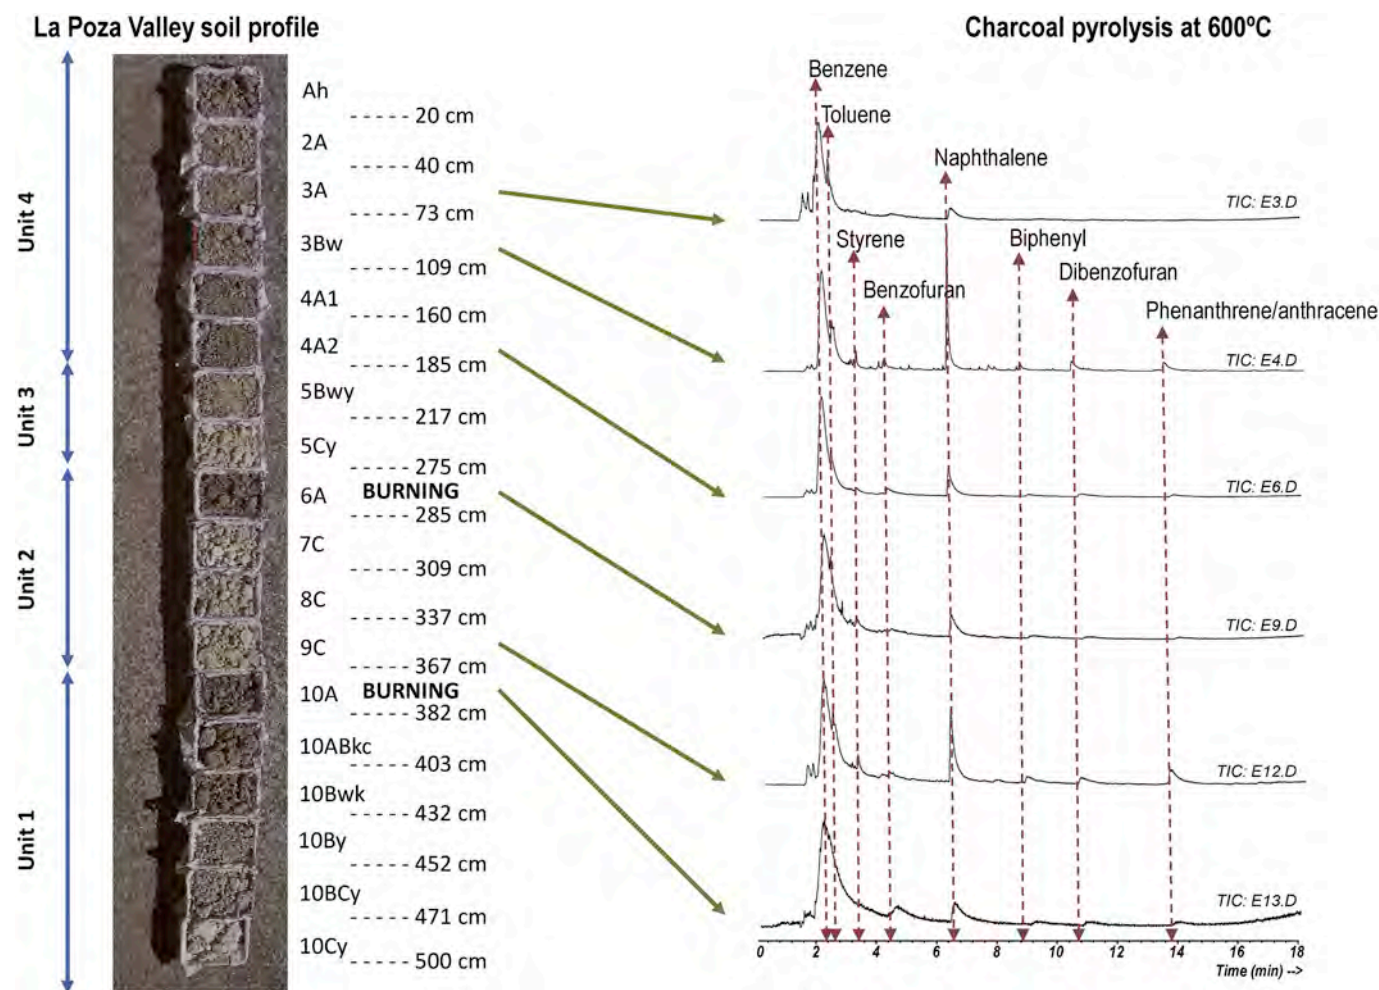 La Poza Valley soil profile
Unit 4
Unit 3
Unit 2
Unit 1
Ah
- - - - - 20 cm
2A
- - - - - 40 cm
3A
- - - - - 73 cm
3Bw
- - - - - 109 cm
4A1
- - - - - 160 cm
4A2
- - - - - 185 cm
5Bwy
- - - - - 217 cm
5Cy
- - - - - 275 cm
6A BURNING
- - - - - 285 cm
7C
- - - - - 309 cm
8C
- - - - - 337 cm
9C
- - - - - 367 cm
10A BURNING
- - - - - 382 cm
10ABkc
- - - - - 403 cm
10Bwk
- - - - - 432 cm
10By
- - - - - 452 cm
10BCy
- - - - - 471 cm
10Cy
- - - - - 500 cm
Charcoal pyrolysis at 600ºC
Benzene
Toluene
Naphthalene
TIC: E3.D
Styrene
Biphenyl
Benzofuran
Dibenzofuran
Phenanthrene/anthracene
TIC: E4.D
TIC: E6.D
TIC: E9.D
TIC: E12.D
TIC: E13.D
0 2 4 6 8 10 12 14 16 18
Time (min) -->